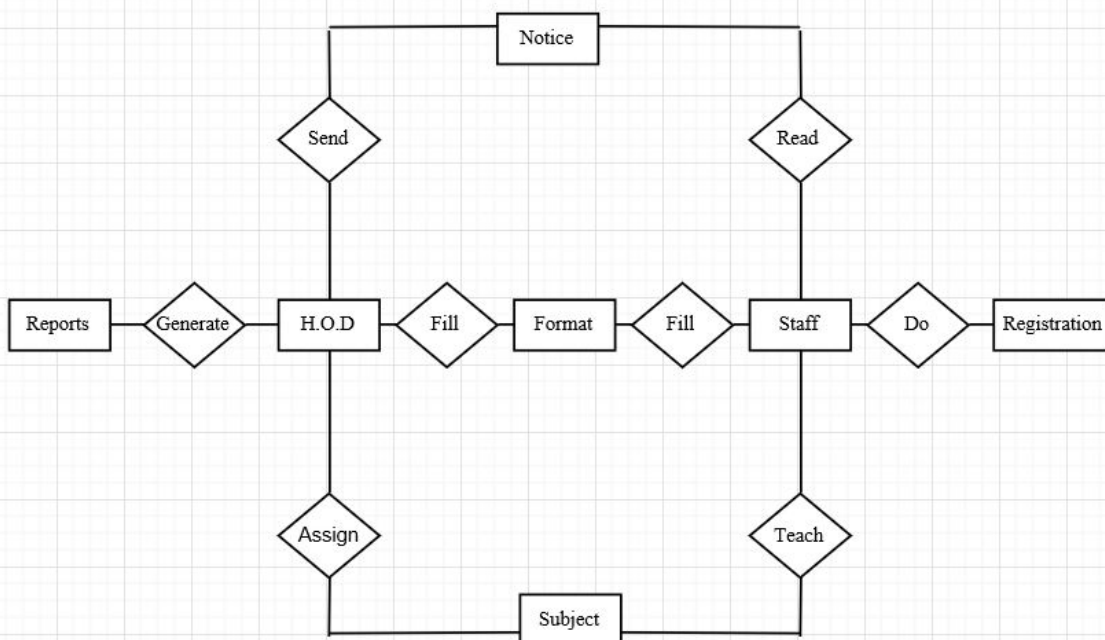 Notice
Send
Read
Reports
Generate
H.O.D
Fill
Format
Fill
Staff
Do
Registration
Assign
Teach
Subject